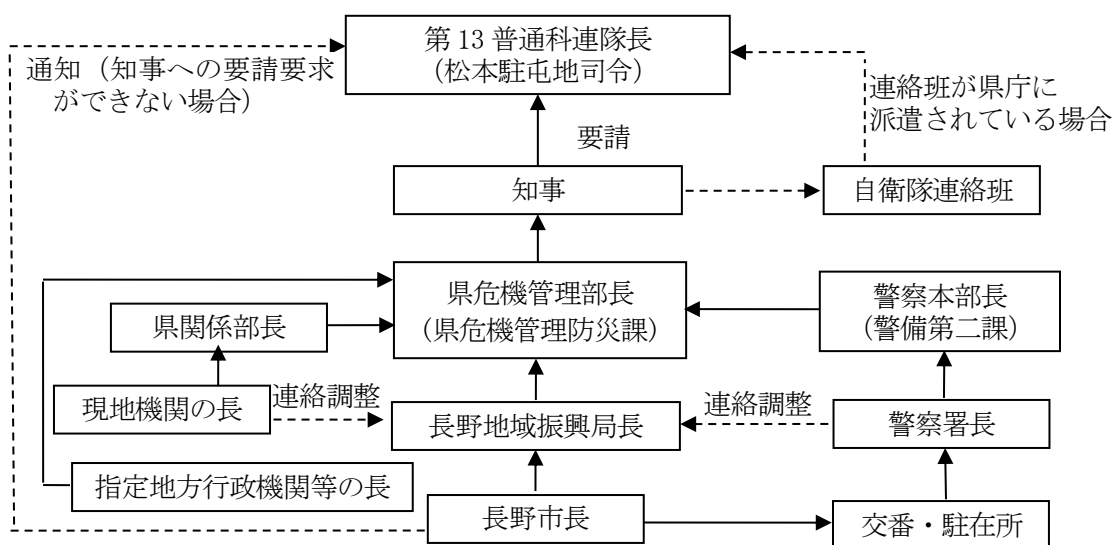 第 13 普通科連隊長
(松本駐屯地司令)
通知（知事への要請要求
ができない場合）
連絡班が県庁に
派遣されている場合
要請
知事
自衛隊連絡班
県危機管理部長
(県危機管理防災課)
警察本部長
(警備第二課)
県関係部長
現地機関の長
連絡調整
長野地域振興局長
連絡調整
警察署長
指定地方行政機関等の長
長野市長
交番・駐在所